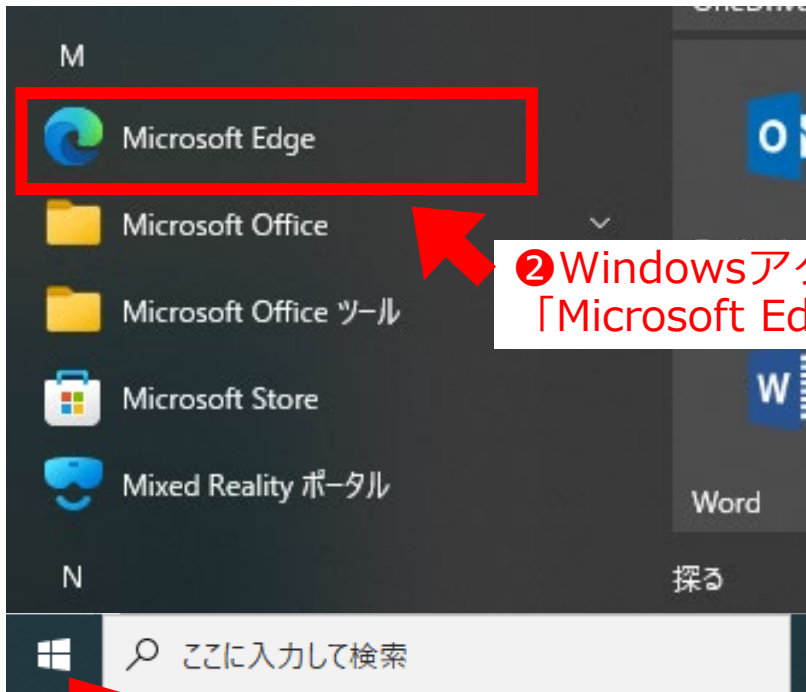 M
Microsoft Edge
Microsoft Office
❷Windowsア
「Microsoft Ed
Microsoft Office ツール
Microsoft Store
Mixed Reality ポータル
Word
N
探る
ここに入力して検索